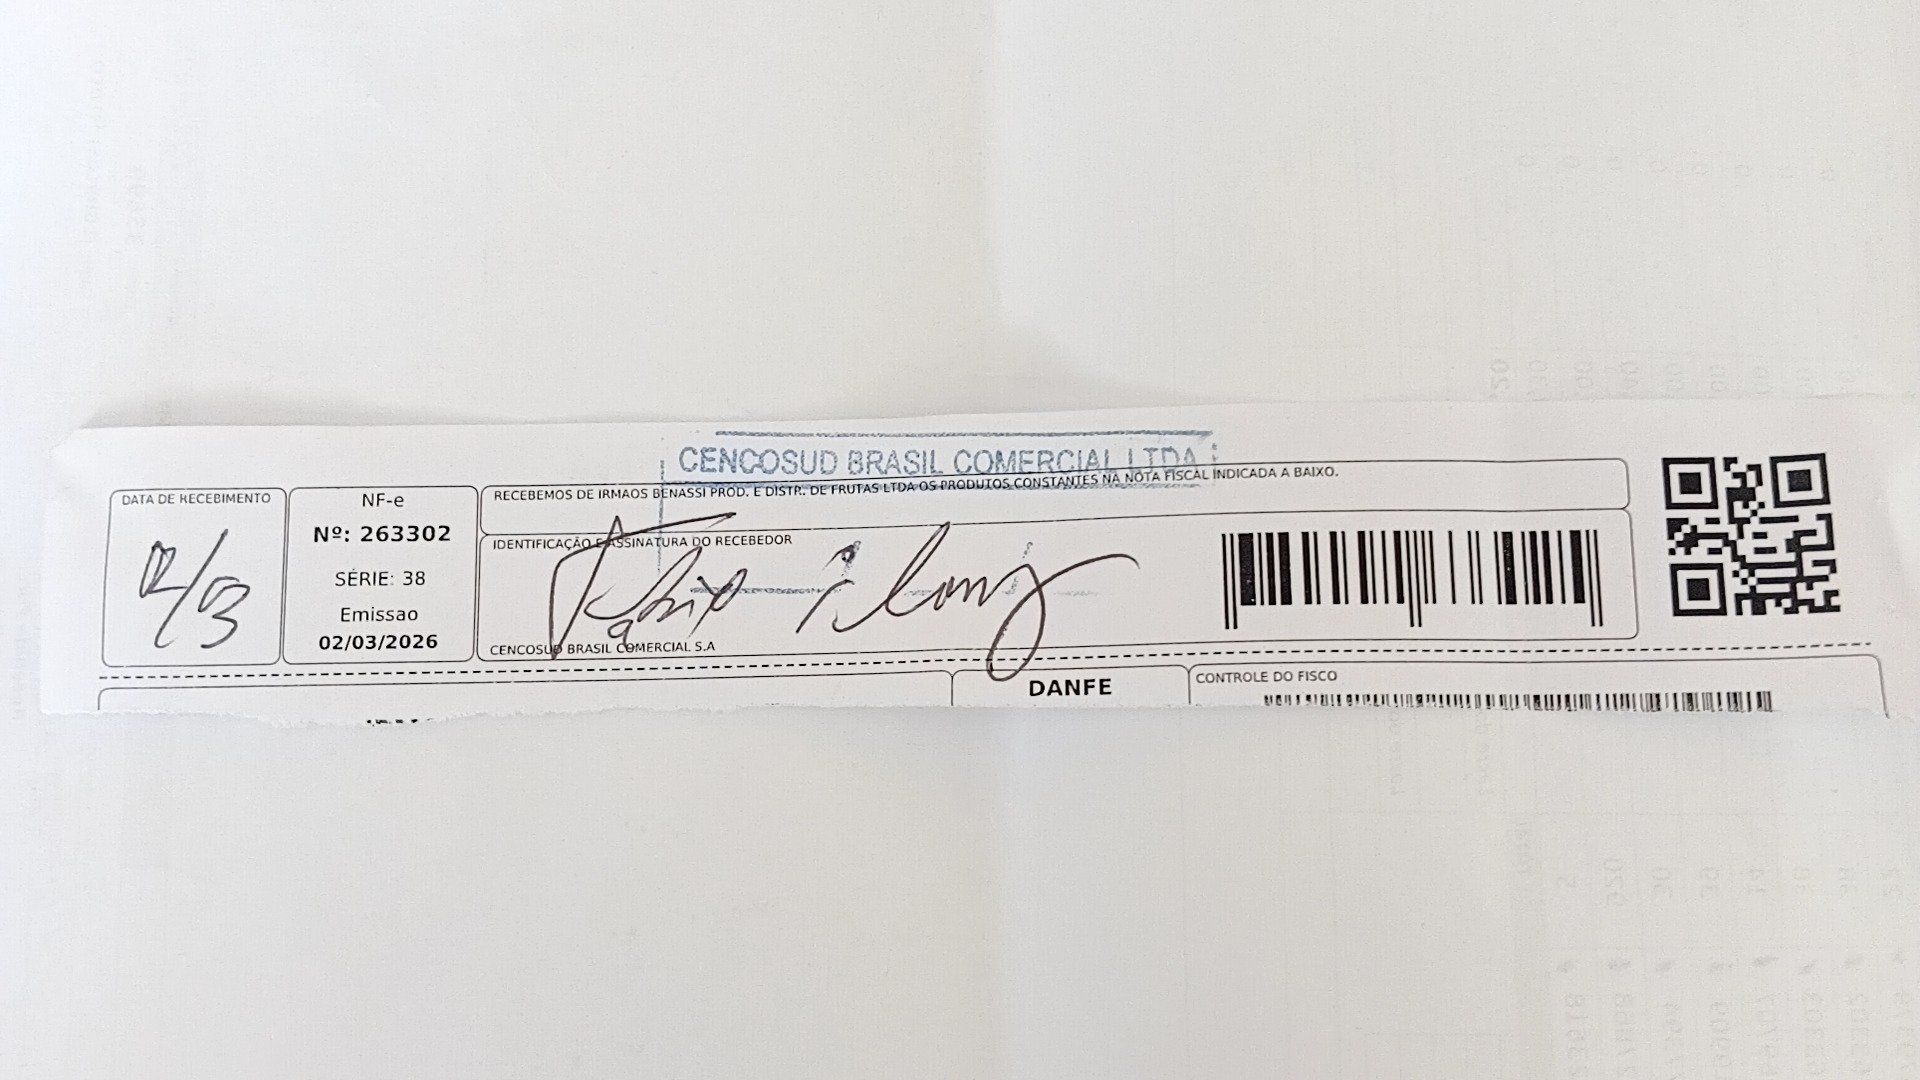 CENCOSUD BRASIL COMERCIAL LTDA
RECEBEMOS DE IRMAOS BENASSI PROD. E DISTR. DE FRUTAS LTDA OS PRODUTOS CONSTANTES NA NOTA FISCAL INDICADA A BAIXO.
DATA DE RECEBIMENTO
NF-e
Nº: 263302
SÉRIE: 38
Emissao
02/03/2026
IDENTIFICAÇÃO E ASSINATURA DO RECEBEDOR
CENCOSUD BRASIL COMERCIAL S.A
DANFE
CONTROLE DO FISCO